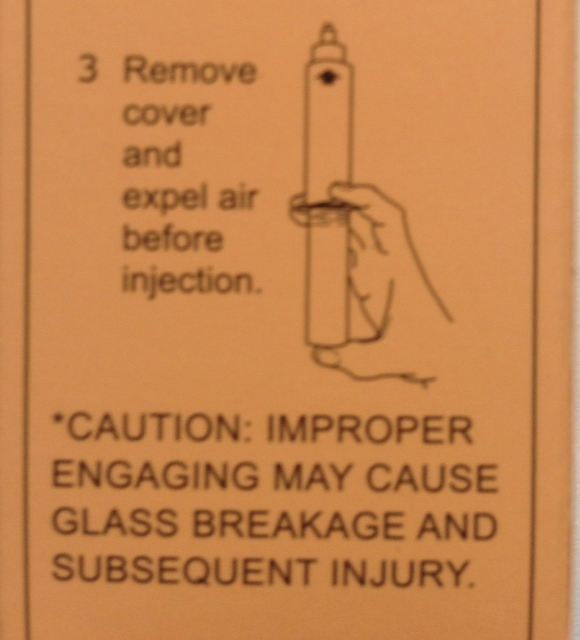 3 Remove
cover
and
expel air
before
injection.
*CAUTION: IMPROPER
ENGAGING MAY CAUSE
GLASS BREAKAGE AND
SUBSEQUENT INJURY.